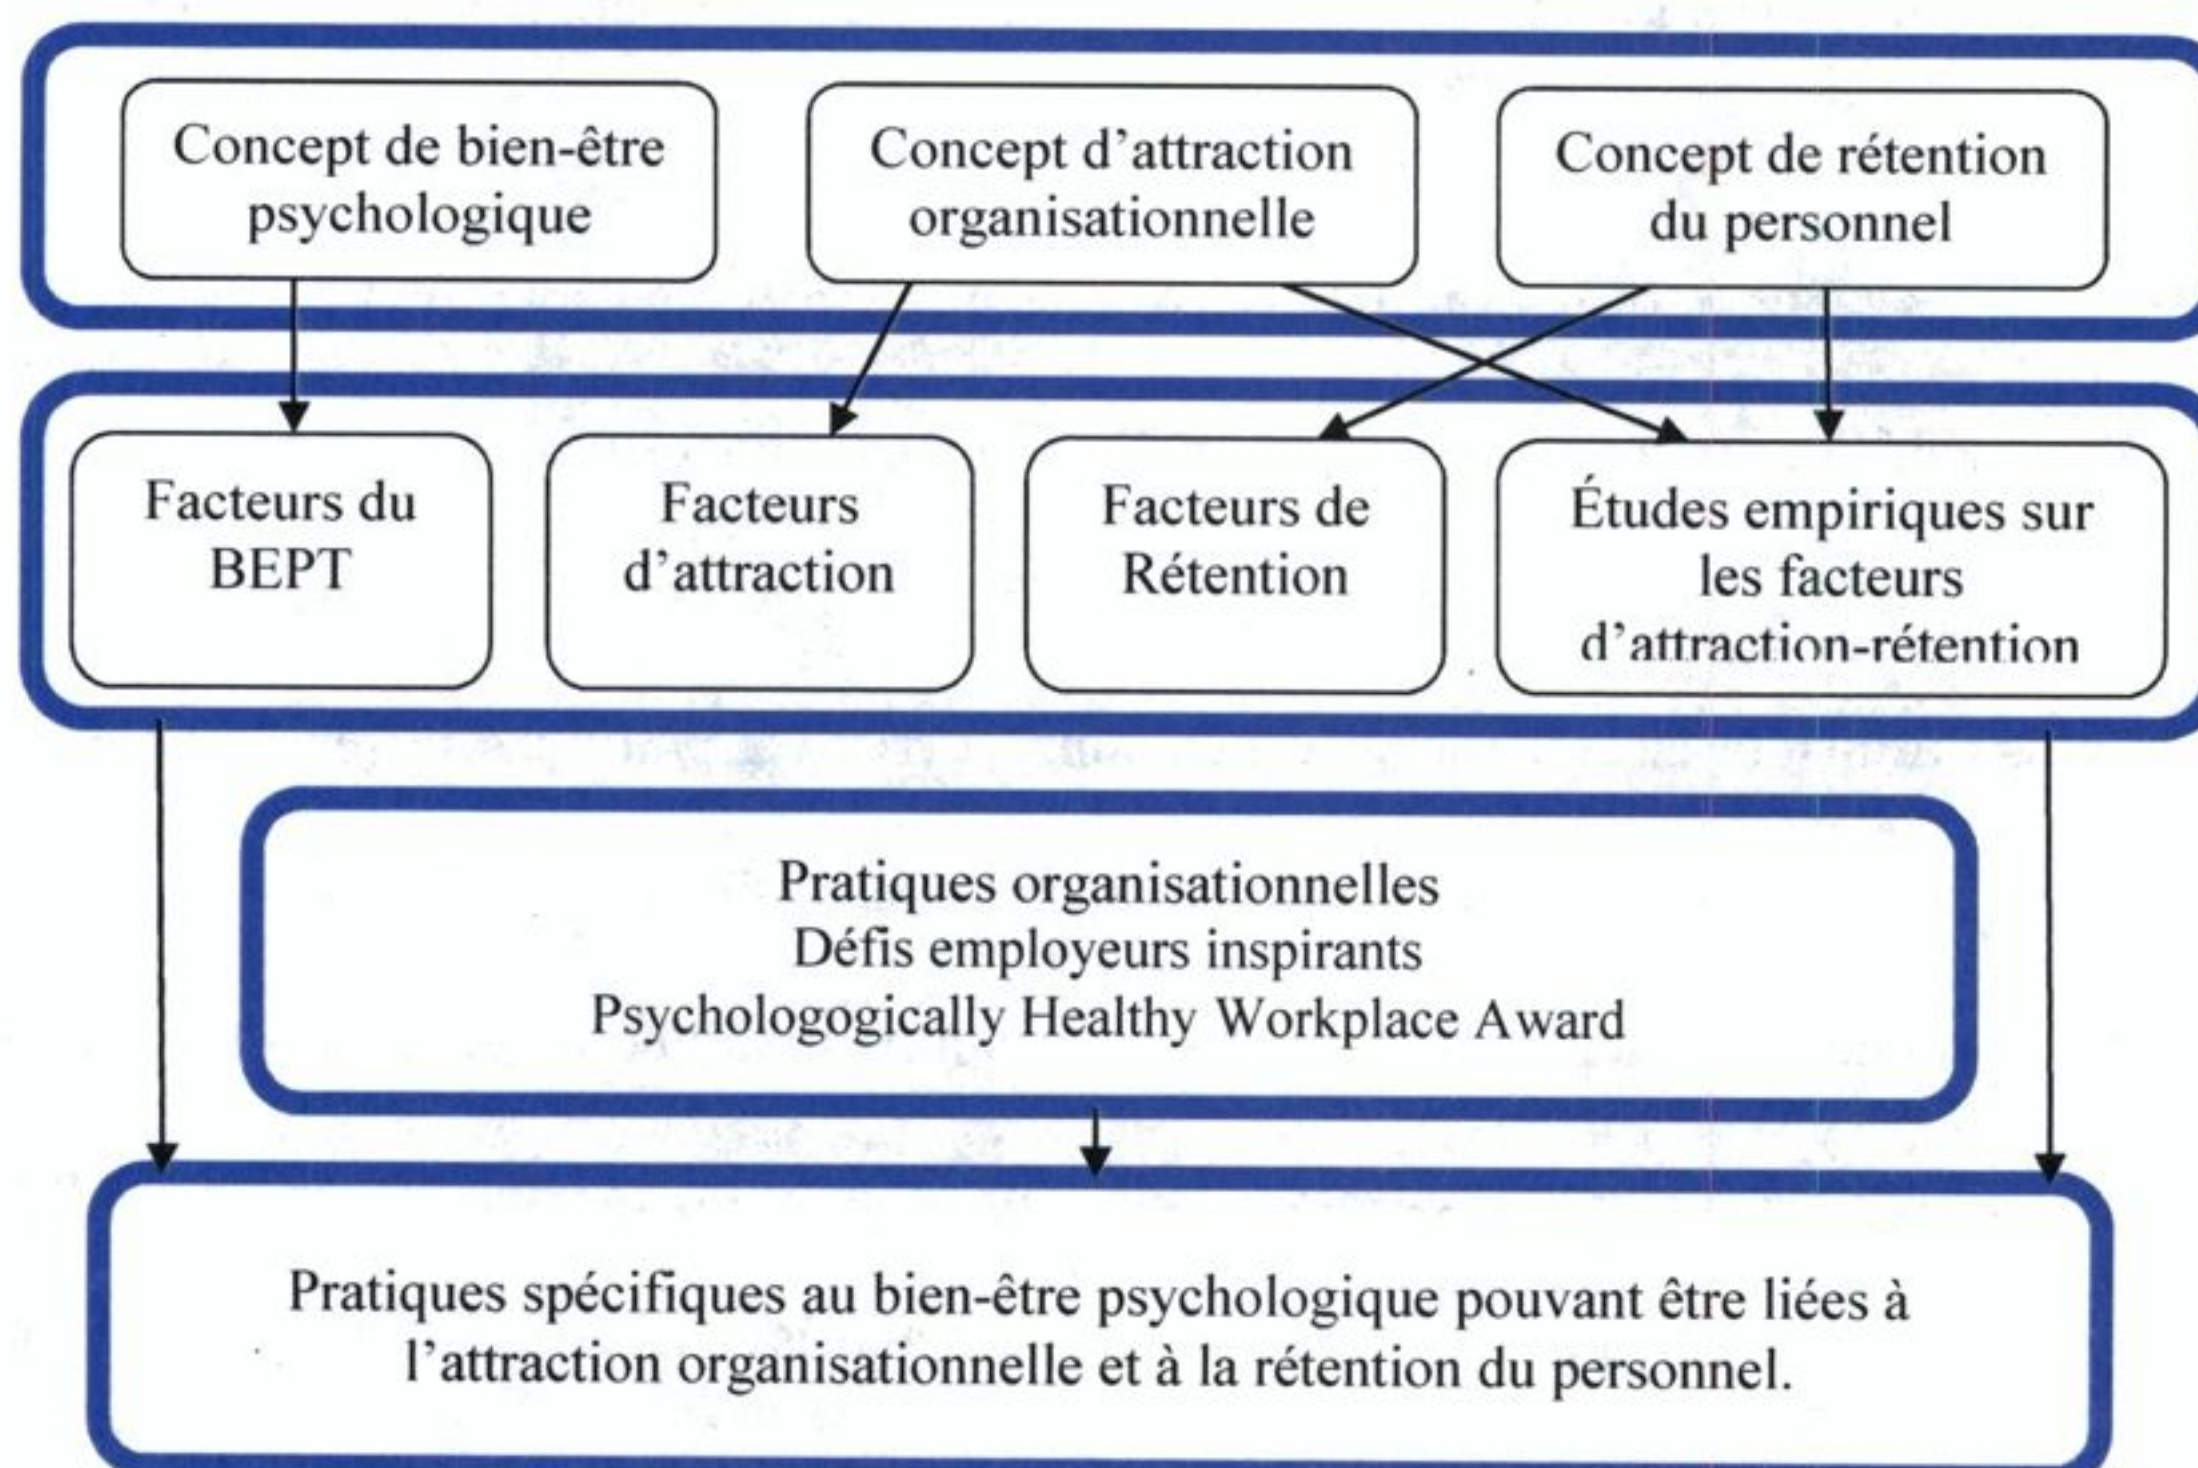 Concept de bien-être
psychologique
Concept d'attraction
organisationnelle
Concept de rétention
du personnel
Facteurs du
BEPT
Facteurs
d'attraction
Facteurs de
Rétention
Études empiriques sur
les facteurs
d'attraction-rétention
Pratiques organisationnelles
Défis employeurs inspirants
Psychologogically Healthy Workplace Award
Pratiques spécifiques au bien-être psychologique pouvant être liées à
l'attraction organisationnelle et à la rétention du personnel.